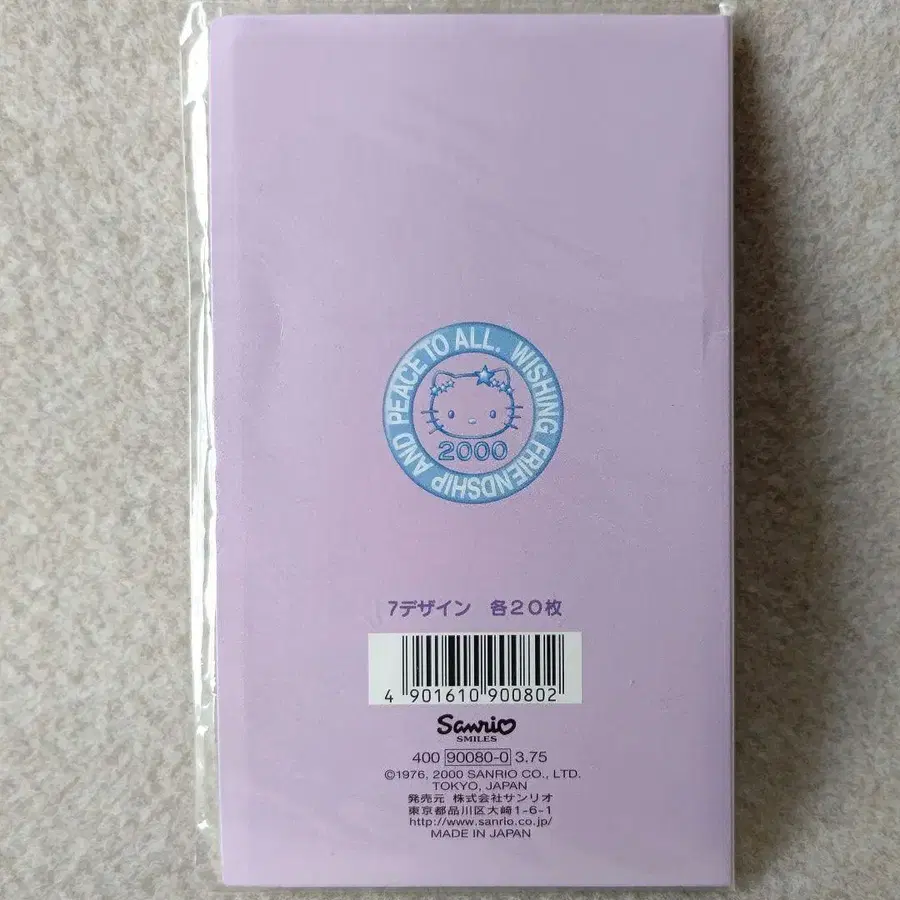 WISHING FRIENDSHIP AND PEACE TO ALL.
2000
7デザイン 各20枚
4 901610 900802
Sanrio
SMILES
400 90080-0 3.75
©1976, 2000 SANRIO CO., LTD.
TOKYO, JAPAN
発売元 株式会社サンリオ
東京都品川区大崎1-6-1
http://www.sanrio.co.jp/
MADE IN JAPAN